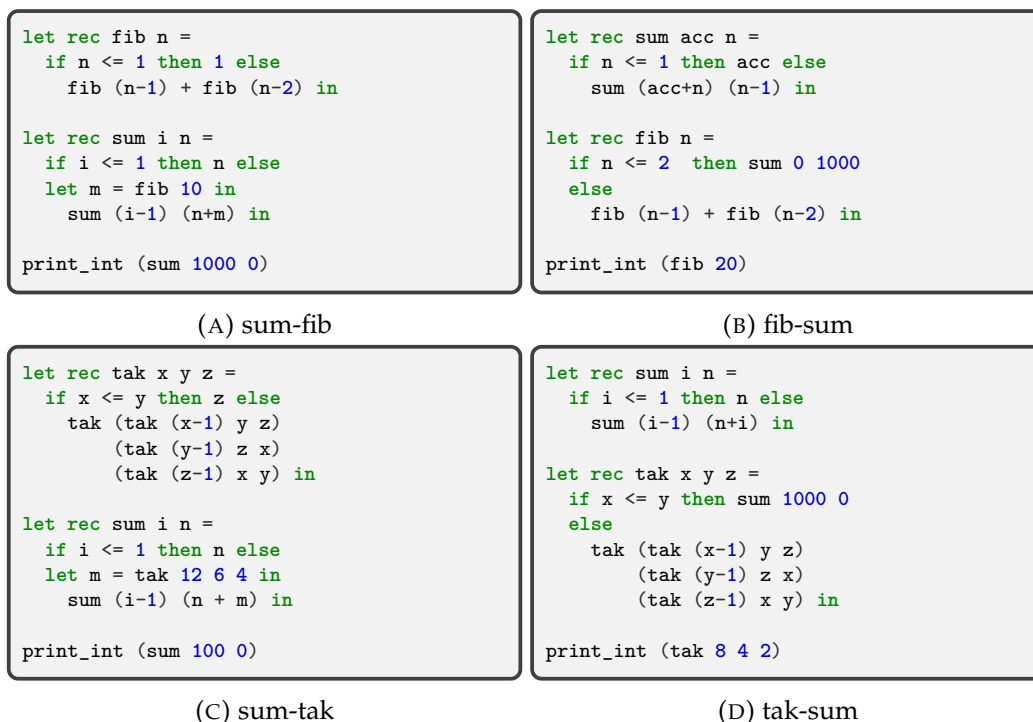 let rec fib n =
  if n <= 1 then 1 else
    fib (n-1) + fib (n-2) in

let rec sum i n =
  if i <= 1 then n else
  let m = fib 10 in
    sum (i-1) (n+m) in

print_int (sum 1000 0)
(A) sum-fib
let rec sum acc n =
  if n <= 1 then acc else
    sum (acc+n) (n-1) in

let rec fib n =
  if n <= 2  then sum 0 1000
  else
    fib (n-1) + fib (n-2) in

print_int (fib 20)
(B) fib-sum
let rec tak x y z =
  if x <= y then z else
    tak (tak (x-1) y z)
        (tak (y-1) z x)
        (tak (z-1) x y) in

let rec sum i n =
  if i <= 1 then n else
  let m = tak 12 6 4 in
    sum (i-1) (n + m) in

print_int (sum 100 0)
(C) sum-tak
let rec sum i n =
  if i <= 1 then n else
    sum (i-1) (n+i) in

let rec tak x y z =
  if x <= y then sum 1000 0
  else
    tak (tak (x-1) y z)
        (tak (y-1) z x)
        (tak (z-1) x y) in

print_int (tak 8 4 2)
(D) tak-sum